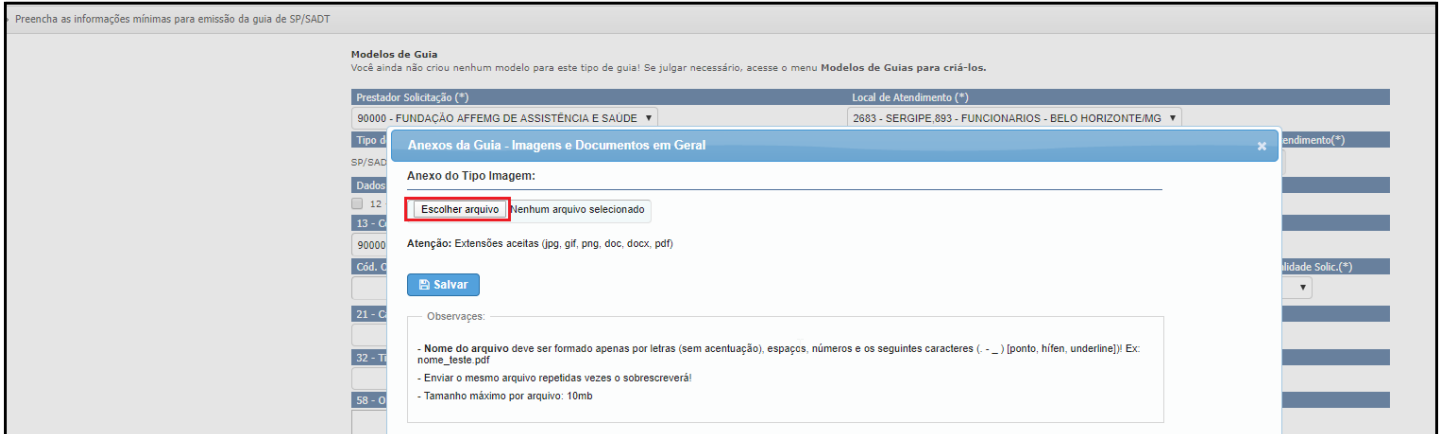 Preencha as informações mínimas para emissão da guia de SP/SADT
Modelos de Guia
Você ainda não criou nenhum modelo para este tipo de guia! Se julgar necessário, acesse o menu Modelos de Guias para criá-los.
Prestador Solicitação (*) Local de Atendimento (*)
90000 - FUNDAÇÃO AFFEMG DE ASSISTÊNCIA E SAÚDE 2683 - SERGIPE,893 - FUNCIONARIOS - BELO HORIZONTE/MG
Tipo d endimento(*)
Anexos da Guia - Imagens e Documentos em Geral x
SP/SAD
Anexo do Tipo Imagem:
Dados
12
Escolher arquivo Nenhum arquivo selecionado
13 - C
90000
Atenção: Extensões aceitas (jpg, gif, png, doc, docx, pdf)
Cód. C lidade Solic.(*)
Salvar
21 - C
Observaçes:
- Nome do arquivo deve ser formado apenas por letras (sem acentuação), espaços, números e os seguintes caracteres (. - _ ) [ponto, hífen, underline])! Ex:
nome_teste.pdf
32 - Ti
- Enviar o mesmo arquivo repetidas vezes o sobrescreverá!
- Tamanho máximo por arquivo: 10mb
58 - O